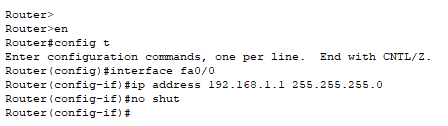 Router>
Router>en
Router#config t
Enter configuration commands, one per line.  End with CNTL/Z.
Router(config)#interface fa0/0
Router(config-if)#ip address 192.168.1.1 255.255.255.0
Router(config-if)#no shut
Router(config-if)#